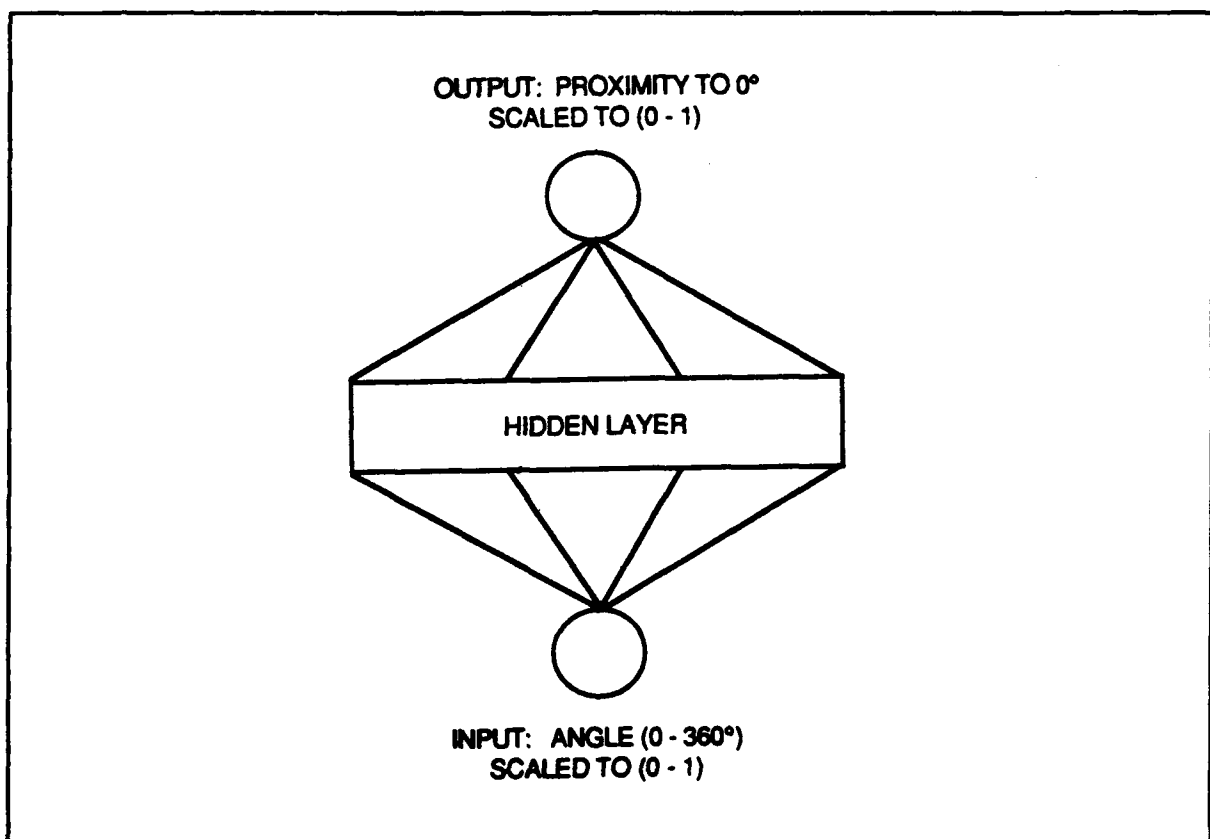 OUTPUT: PROXIMITY TO 0°
SCALED TO (0 - 1)
HIDDEN LAYER
INPUT: ANGLE (0 - 360°)
SCALED TO (0 - 1)